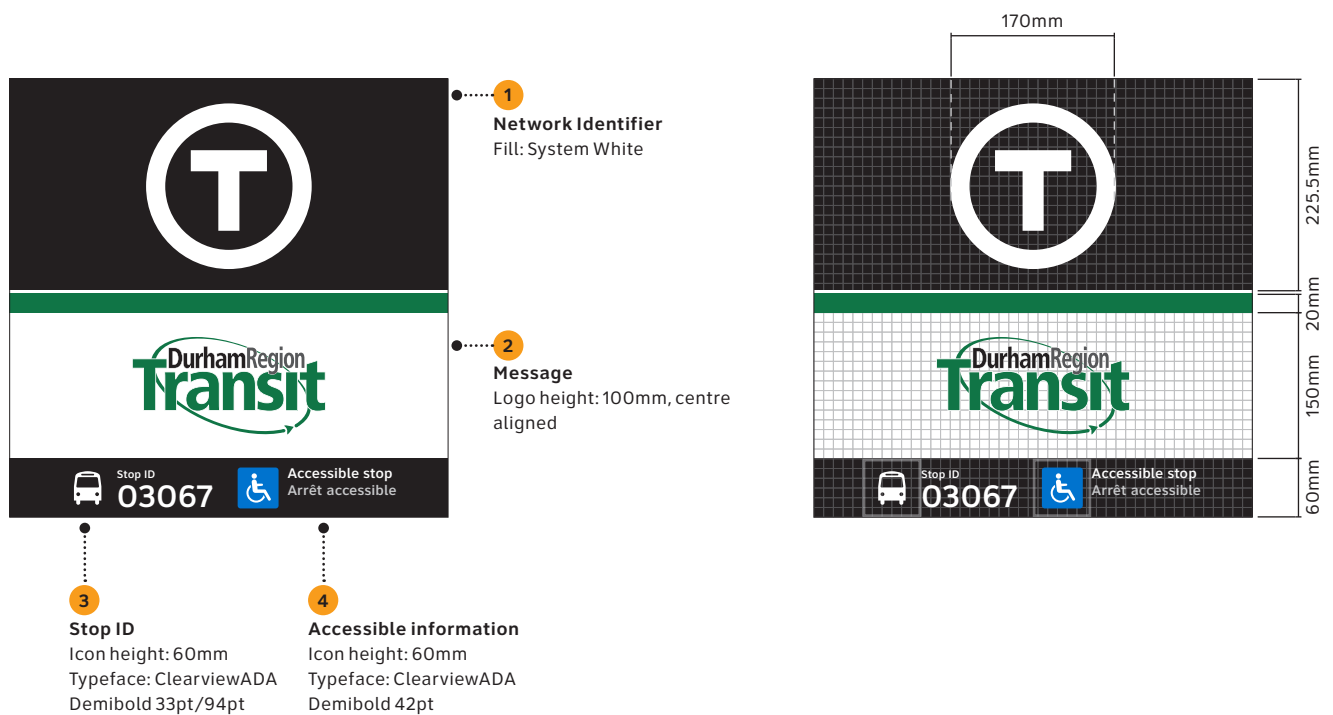 T
DurhamRegion
Transit
Stop ID
03067
Accessible stop
Arrêt accessible
1
Network Identifier
Fill: System White
2
Message
Logo height: 100mm, centre
aligned
3
Stop ID
Icon height: 60mm
Typeface: ClearviewADA
Demibold 33pt/94pt
4
Accessible information
Icon height: 60mm
Typeface: ClearviewADA
Demibold 42pt
170mm
T
225.5mm
20mm
DurhamRegion
Transit
150mm
Stop ID
03067
Accessible stop
Arrêt accessible
60mm